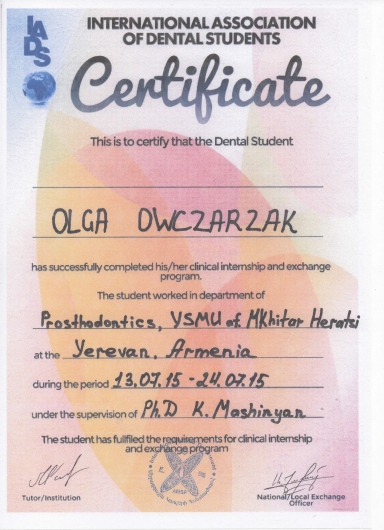 IADS
INTERNATIONAL ASSOCIATION
OF DENTAL STUDENTS
Certificate
This is to certify that the Dental Student
OLGA OWCZARZAK
has successfully completed his/her clinical internship and exchange
program.
The student worked in department of
Prosthodontics, YSMU of Mkhitar Heratsi
at the Yerevan, Armenia
during the period 13.07.15 - 24.07.15
under the supervision of Ph.D K. Mashinyan
The student has fullfiled the requirements for clinical internship
and exchange program
Tutor/Institution
National/Local Exchange
Officer